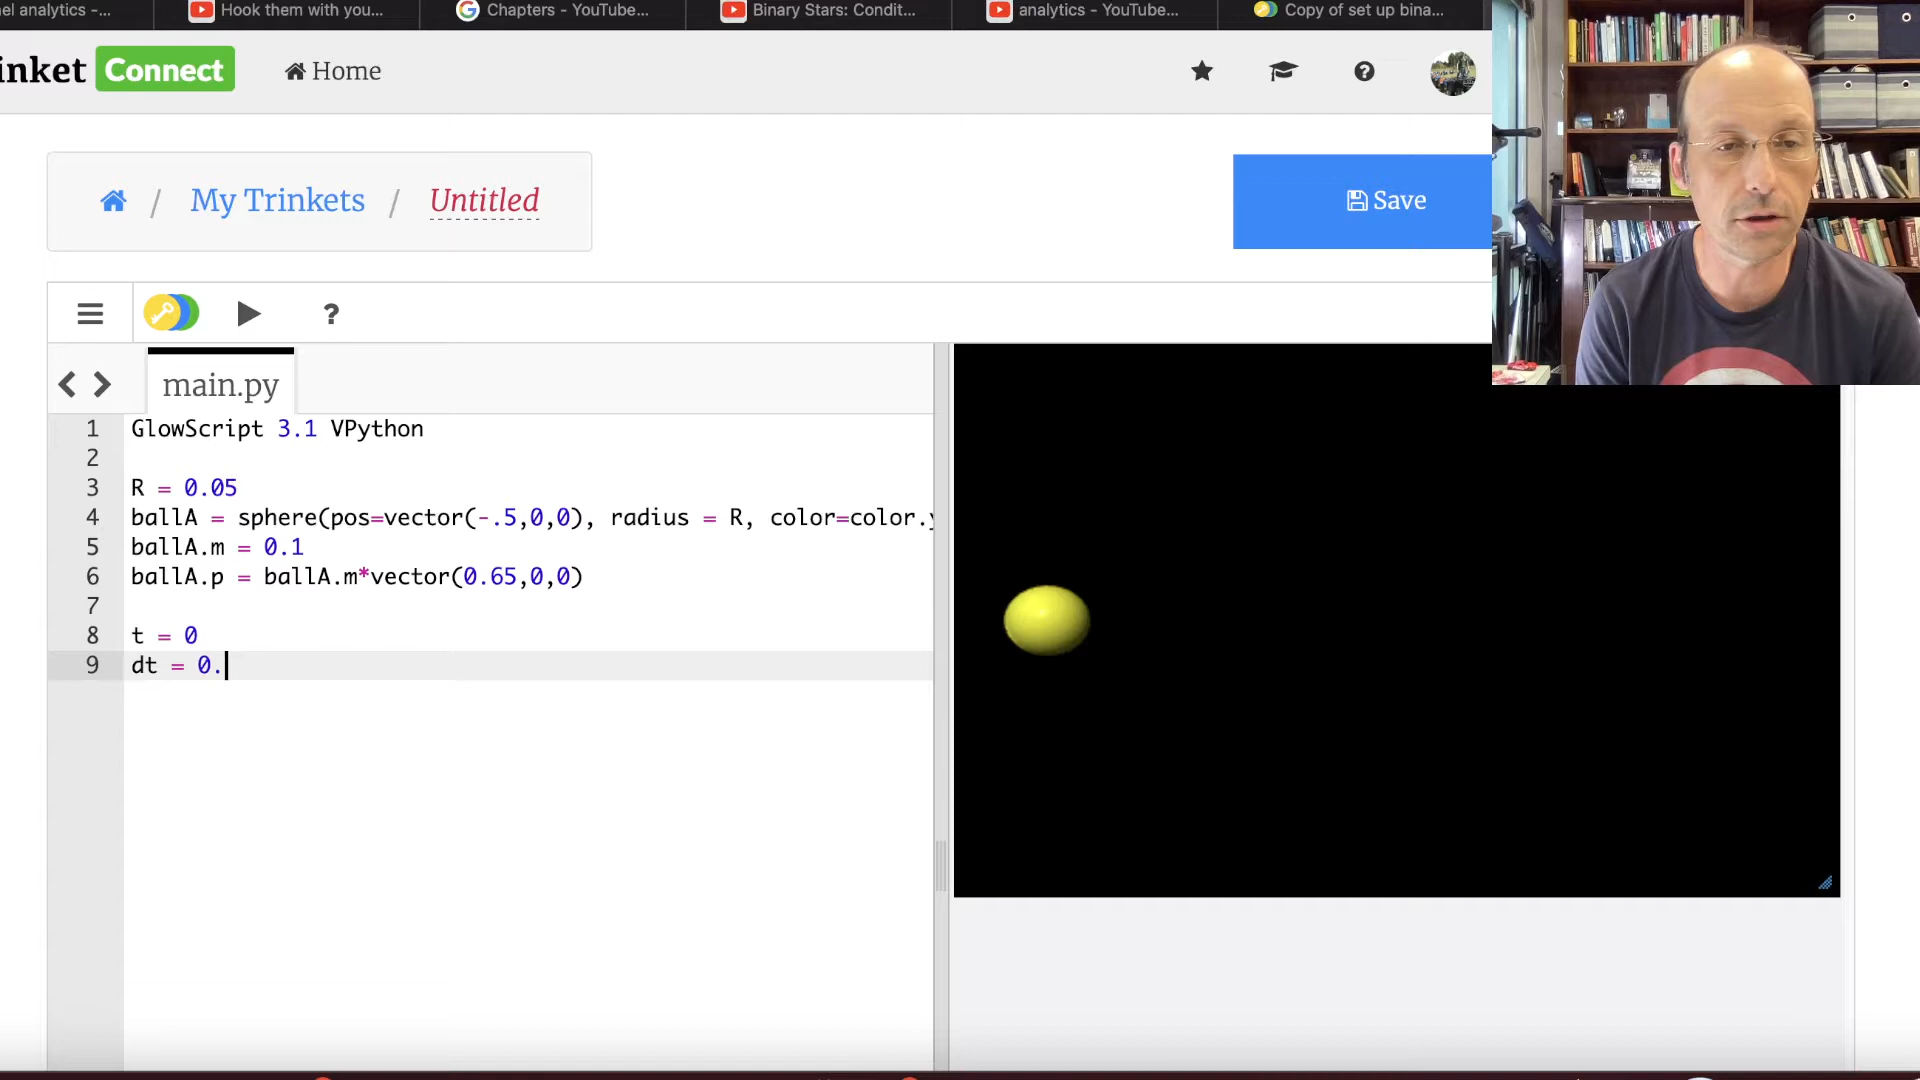 el analytics -...
Hook them with you...
Chapters - YouTube...
Binary Stars: Condit...
analytics - YouTube...
Copy of set up bina...
inket Connect
Home
/ My Trinkets / Untitled
Save
?
main.py
1 GlowScript 3.1 VPython
2
3 R = 0.05
4 ballA = sphere(pos=vector(-.5,0,0), radius = R, color=color.y
5 ballA.m = 0.1
6 ballA.p = ballA.m*vector(0.65,0,0)
7
8 t = 0
9 dt = 0.